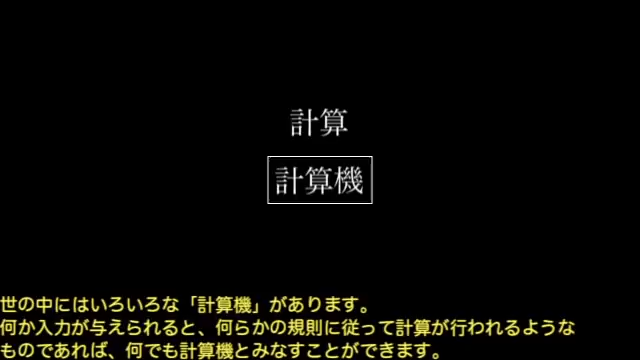 計算
計算機
世の中にはいろいろな「計算機」があります。
何か入力が与えられると、何らかの規則に従って計算が行われるような
ものであれば、何でも計算機とみなすことができます。